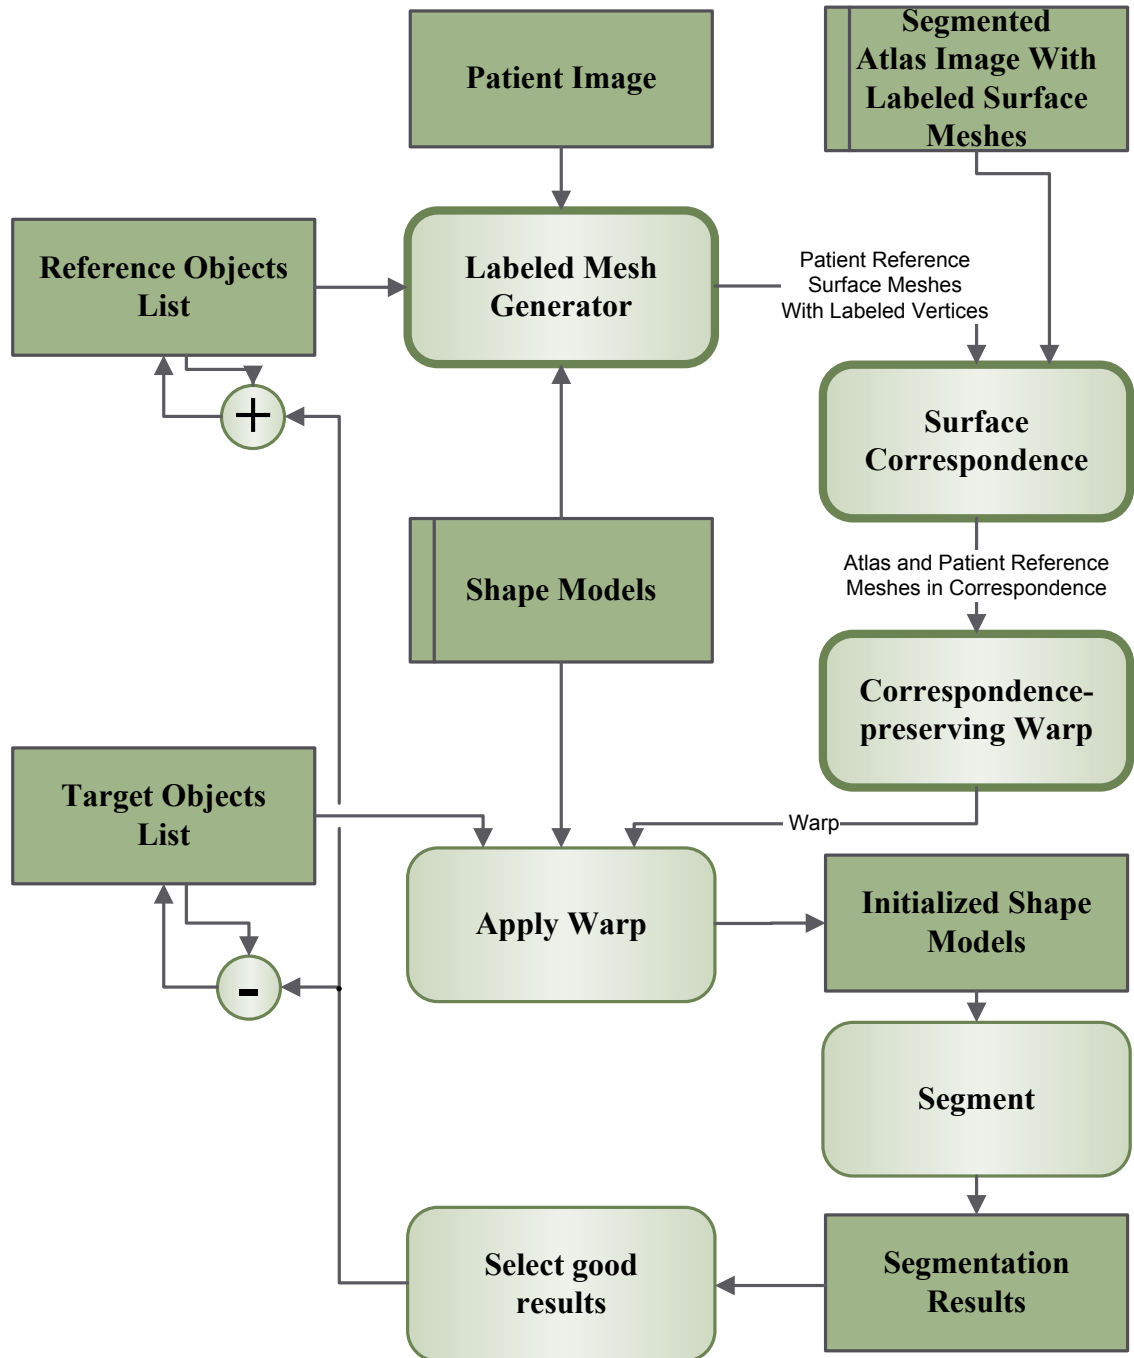 Patient Image
Segmented
Atlas Image With
Labeled Surface
Meshes
Reference Objects
List
Labeled Mesh
Generator
Patient Reference
Surface Meshes
With Labeled Vertices
+
Surface
Correspondence
Shape Models
Atlas and Patient Reference
Meshes in Correspondence
Correspondence-
preserving Warp
Target Objects
List
Warp
Apply Warp
Initialized Shape
Models
-
Segment
Select good
results
Segmentation
Results